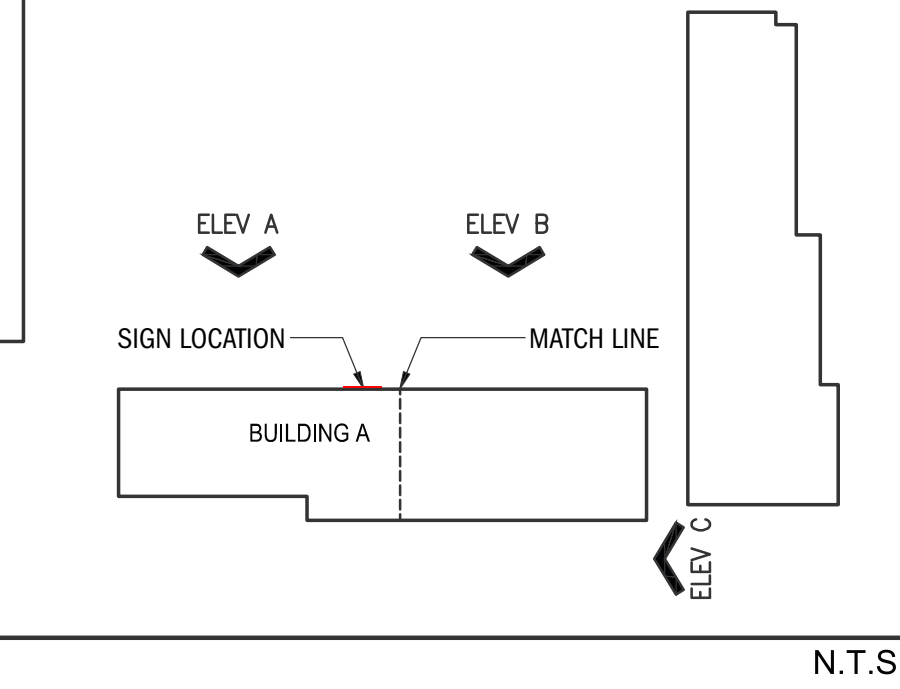 ELEV A
ELEV B
SIGN LOCATION
MATCH LINE
BUILDING A
ELEV C
N.T.S